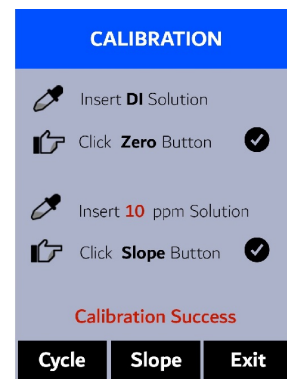 CALIBRATION
Insert DI Solution
Click Zero Button
Insert 10 ppm Solution
Click Slope Button
Calibration Success
Cycle Slope Exit